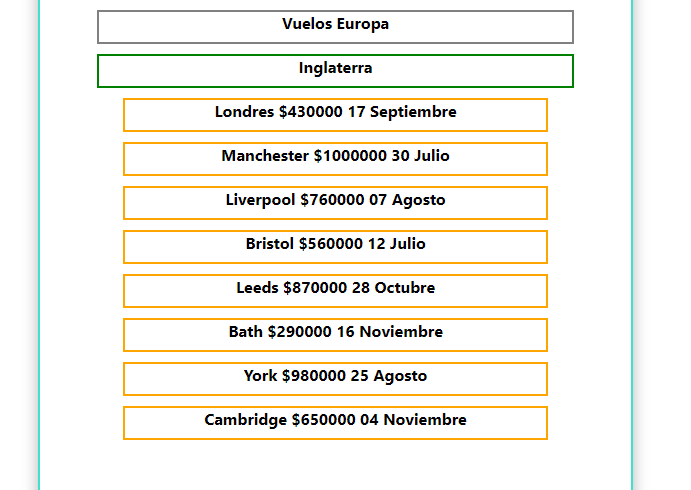 Vuelos Europa
Inglaterra
Londres $430000 17 Septiembre
Manchester $1000000 30 Julio
Liverpool $760000 07 Agosto
Bristol $560000 12 Julio
Leeds $870000 28 Octubre
Bath $290000 16 Noviembre
York $980000 25 Agosto
Cambridge $650000 04 Noviembre